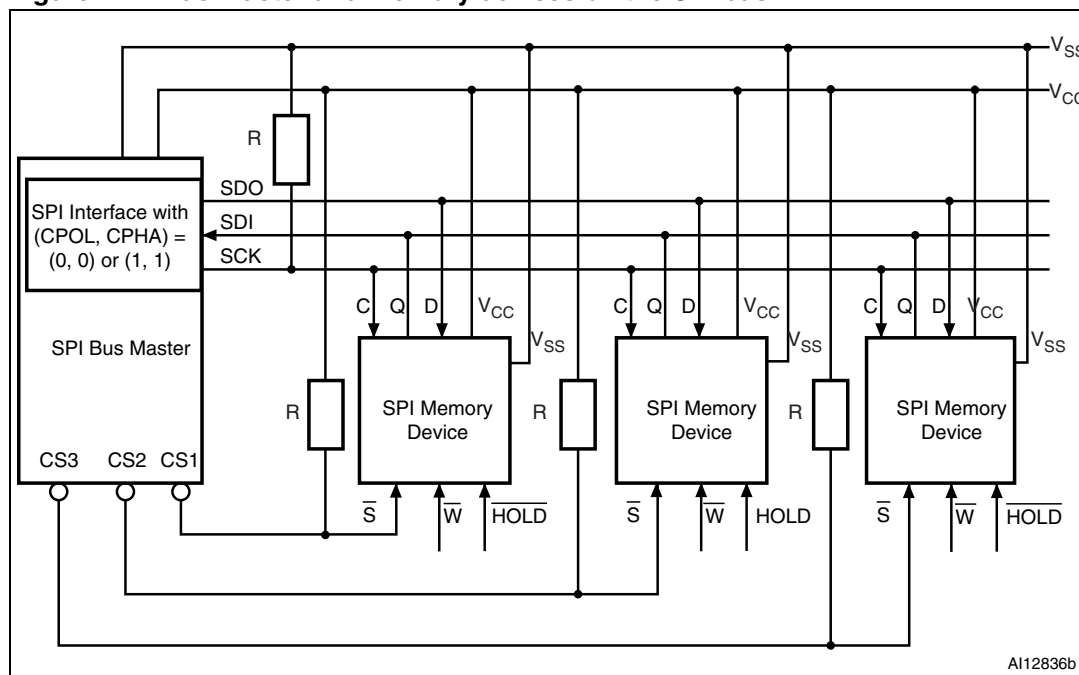 V_SS
V_CC
R
SDO
SPI Interface with
(CPOL, CPHA) =
(0, 0) or (1, 1)
SDI
SCK
C Q D V_CC V_SS
C Q D V_CC V_SS
C Q D V_CC V_SS
SPI Bus Master
R
SPI Memory
Device
R
SPI Memory
Device
R
SPI Memory
Device
CS3 CS2 CS1
S̅ W̅ H̅O̅L̅D̅
S̅ W̅ HOLD
S̅ W̅ H̅O̅L̅D̅
AI12836b